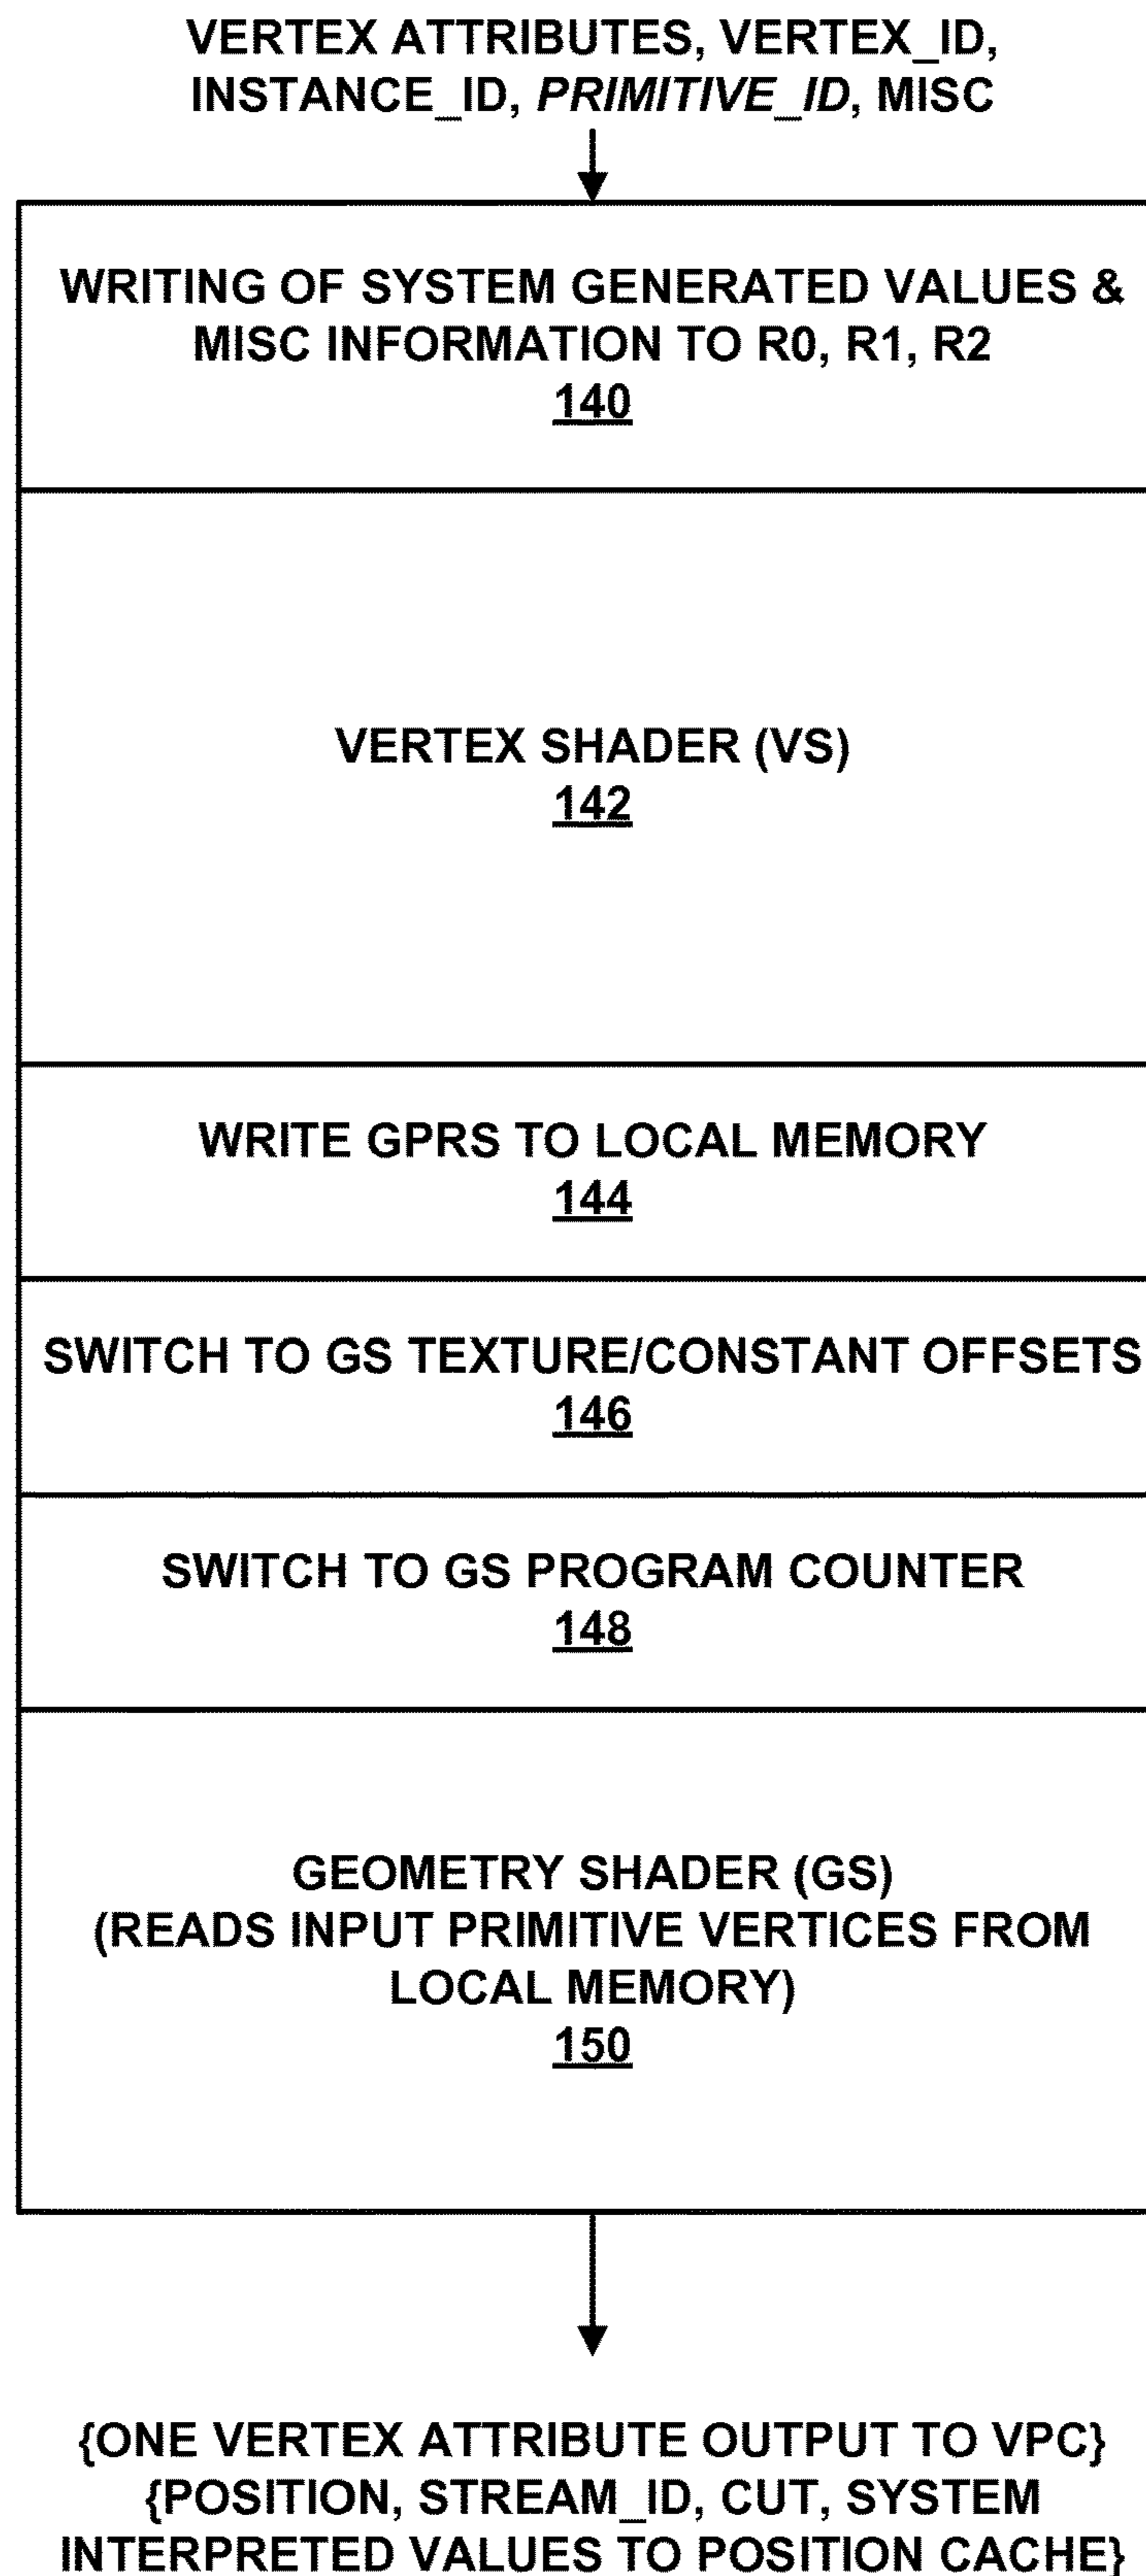 VERTEX ATTRIBUTES, VERTEX_ID,
INSTANCE_ID, PRIMITIVE_ID, MISC
WRITING OF SYSTEM GENERATED VALUES &
MISC INFORMATION TO R0, R1, R2
140
VERTEX SHADER (VS)
142
WRITE GPRS TO LOCAL MEMORY
144
SWITCH TO GS TEXTURE/CONSTANT OFFSETS
146
SWITCH TO GS PROGRAM COUNTER
148
GEOMETRY SHADER (GS)
(READS INPUT PRIMITIVE VERTICES FROM
LOCAL MEMORY)
150
{ONE VERTEX ATTRIBUTE OUTPUT TO VPC}
{POSITION, STREAM_ID, CUT, SYSTEM
INTERPRETED VALUES TO POSITION CACHE}